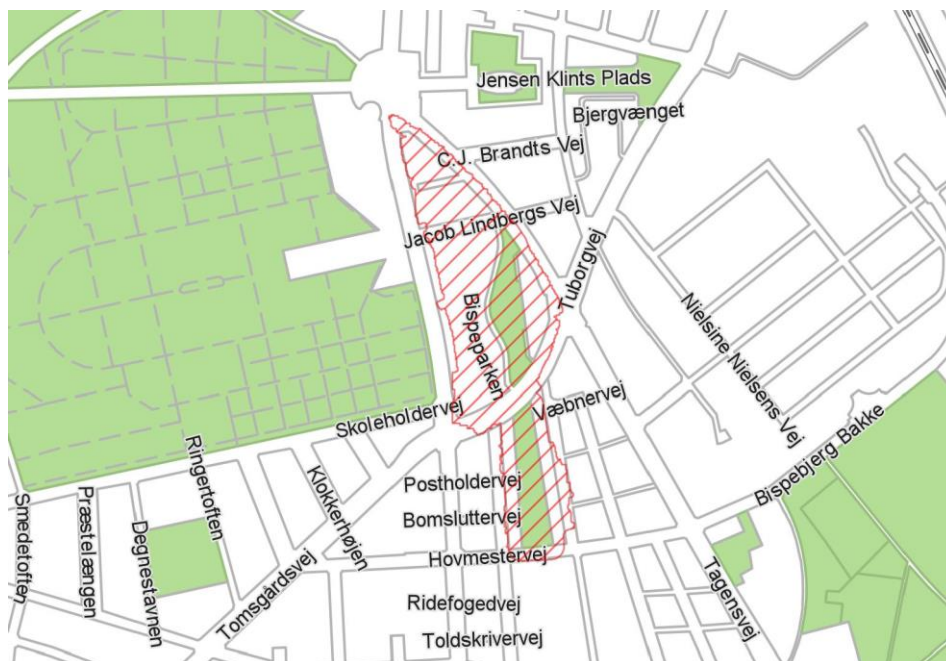 Jensen Klints Plads
Bjergvænget
C.J. Brandts Vej
Jacob Lindbergs Vej
Tuborgvej
Bispeparken
Nielsine Nielsens Vej
Skoleholdervej
Væbnervej
Bispebjerg Bakke
Ringertoften
Klokkerhøjen
Postholdervej
Smedetoften
Præstelængen
Degnestavnen
Bomsluttervej
Hovmestervej
Tomsgårdsvej
Tagensvej
Ridefogedvej
Toldskrivervej